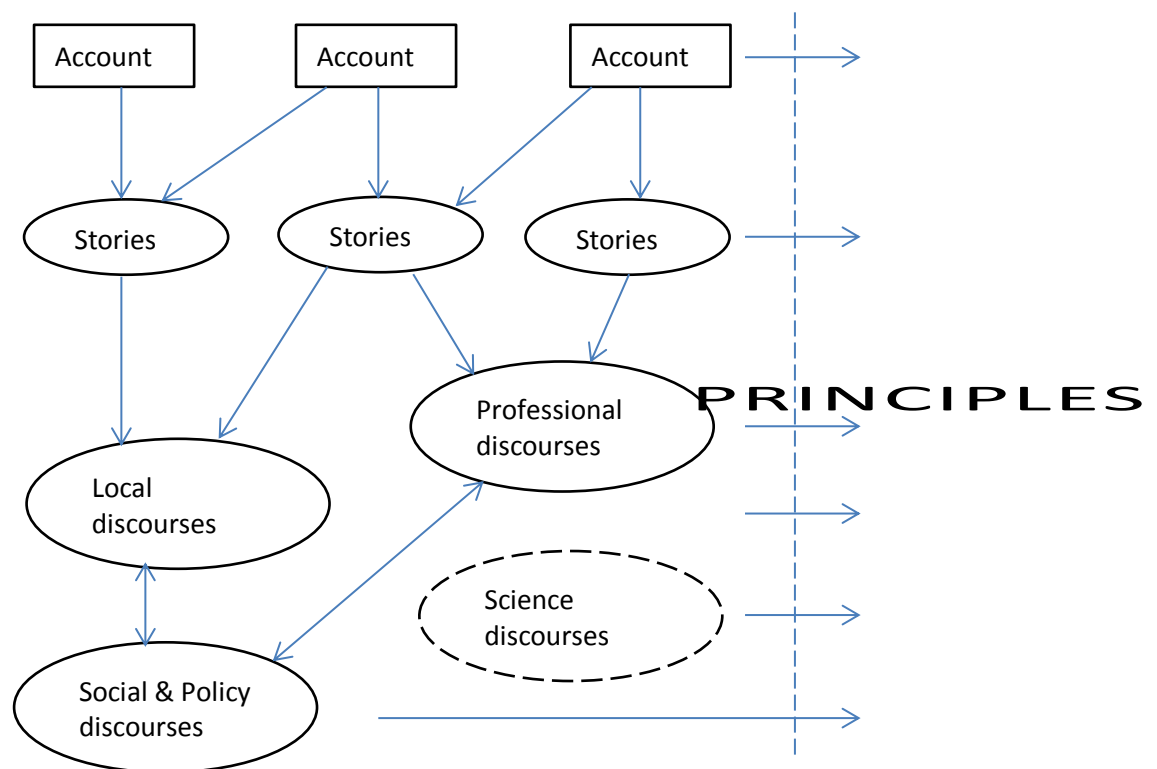 Account
Account
Account
Stories
Stories
Stories
PRINCIPLES
Professional
discourses
Local
discourses
Science
discourses
Social & Policy
discourses